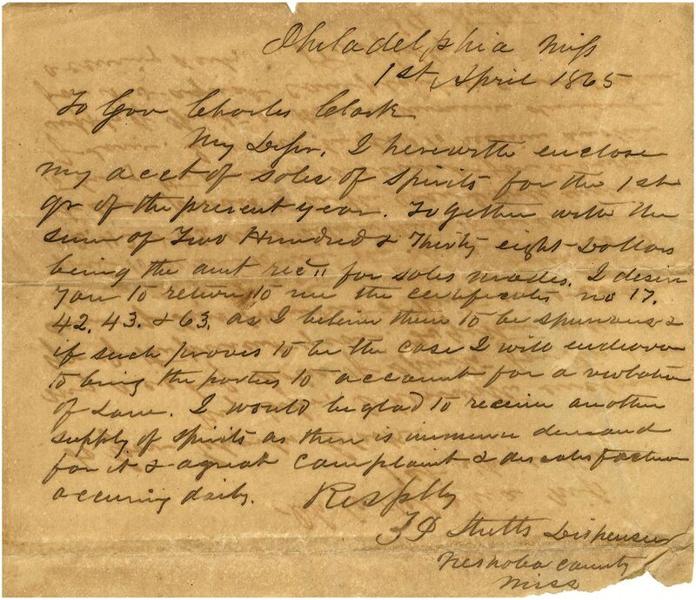 Philadelphia Miss
1st April 1865
To Gov Charles Clark
My DrSir, I herewith enclose
my acct of sales of Spirits for the 1st
qr of the present year. Together with the
sum of Two Hundred & Thirty eight Dollars
being the amt rec" for sales made. I desire
you to return to me the certificates no 17.
42. 43. & 63. as I believe them to be spurious &
if such proves to be the case I will endeavor
to bring the parties to account for a violation
of Law. I would be glad to receive another
supply of Spirits as there is immense demand
for it & a great complaint & dissatisfaction
occuring daily. Respflly
Stutts Dispenser
Neshoba County
Miss